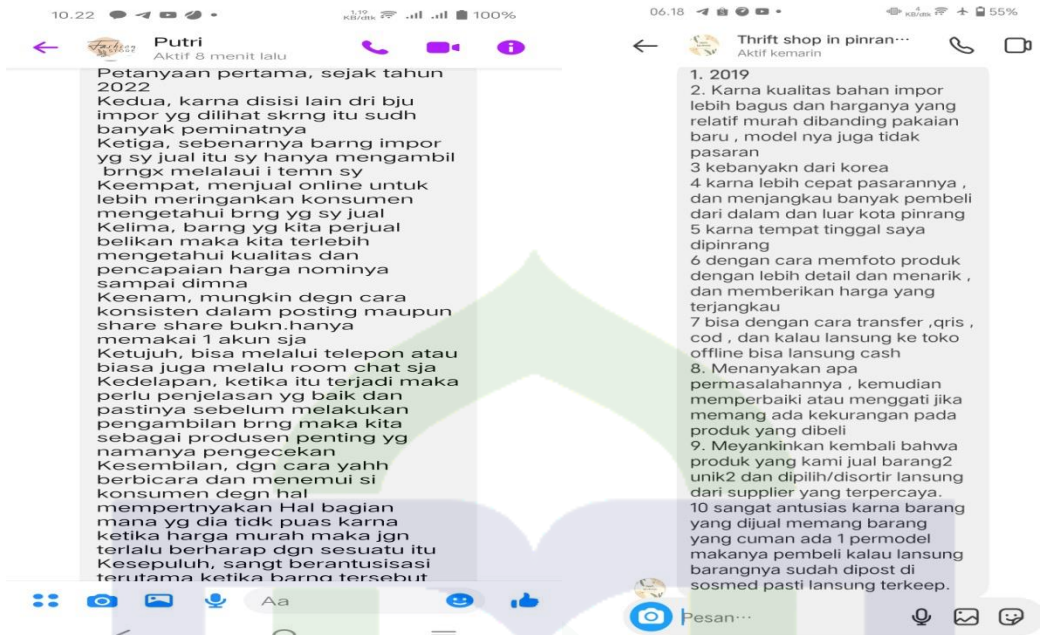 10.22
1,19 KB/dtk
100%
Putri
Aktif 8 menit lalu
Petanyaan pertama, sejak tahun
2022
Kedua, karna disisi lain dri bju
impor yg dilihat skrng itu sudh
banyak peminatnya
Ketiga, sebenarnya barng impor
yg sy jual itu sy hanya mengambil
brngx melalaui i temn sy
Keempat, menjual online untuk
lebih meringankan konsumen
mengetahui brng yg sy jual
Kelima, barng yg kita perjual
belikan maka kita terlebih
mengetahui kualitas dan
pencapaian harga nominya
sampai dimna
Keenam, mungkin degn cara
konsisten dalam posting maupun
share share bukn.hanya
memakai 1 akun sja
Ketujuh, bisa melalui telepon atau
biasa juga melalu room chat sja
Kedelapan, ketika itu terjadi maka
perlu penjelasan yg baik dan
pastinya sebelum melakukan
pengambilan brng maka kita
sebagai produsen penting yg
namanya pengecekan
Kesembilan, dgn cara yahh
berbicara dan menemui si
konsumen degn hal
mempertnyakan Hal bagian
mana yg dia tidk puas karna
ketika harga murah maka jgn
terlalu berharap dgn sesuatu itu
Kesepuluh, sangt berantusisasi
terutama ketika barng tersebut
Aa
06.18
4 KB/dtk
55%
Thrift shop in pinran...
Aktif kemarin
1. 2019
2. Karna kualitas bahan impor
lebih bagus dan harganya yang
relatif murah dibanding pakaian
baru , model nya juga tidak
pasaran
3 kebanyakn dari korea
4 karna lebih cepat pasarannya ,
dan menjangkau banyak pembeli
dari dalam dan luar kota pinrang
5 karna tempat tinggal saya
dipinrang
6 dengan cara memfoto produk
dengan lebih detail dan menarik ,
dan memberikan harga yang
terjangkau
7 bisa dengan cara transfer ,qris ,
cod , dan kalau lansung ke toko
offline bisa lansung cash
8. Menanyakan apa
permasalahannya , kemudian
memperbaiki atau menggati jika
memang ada kekurangan pada
produk yang dibeli
9. Meyankinkan kembali bahwa
produk yang kami jual barang2
unik2 dan dipilih/disortir lansung
dari supplier yang terpercaya.
10 sangat antusias karna barang
yang dijual memang barang
yang cuman ada 1 permodel
makanya pembeli kalau lansung
barangnya sudah dipost di
sosmed pasti lansung terkeep.
Pesan...